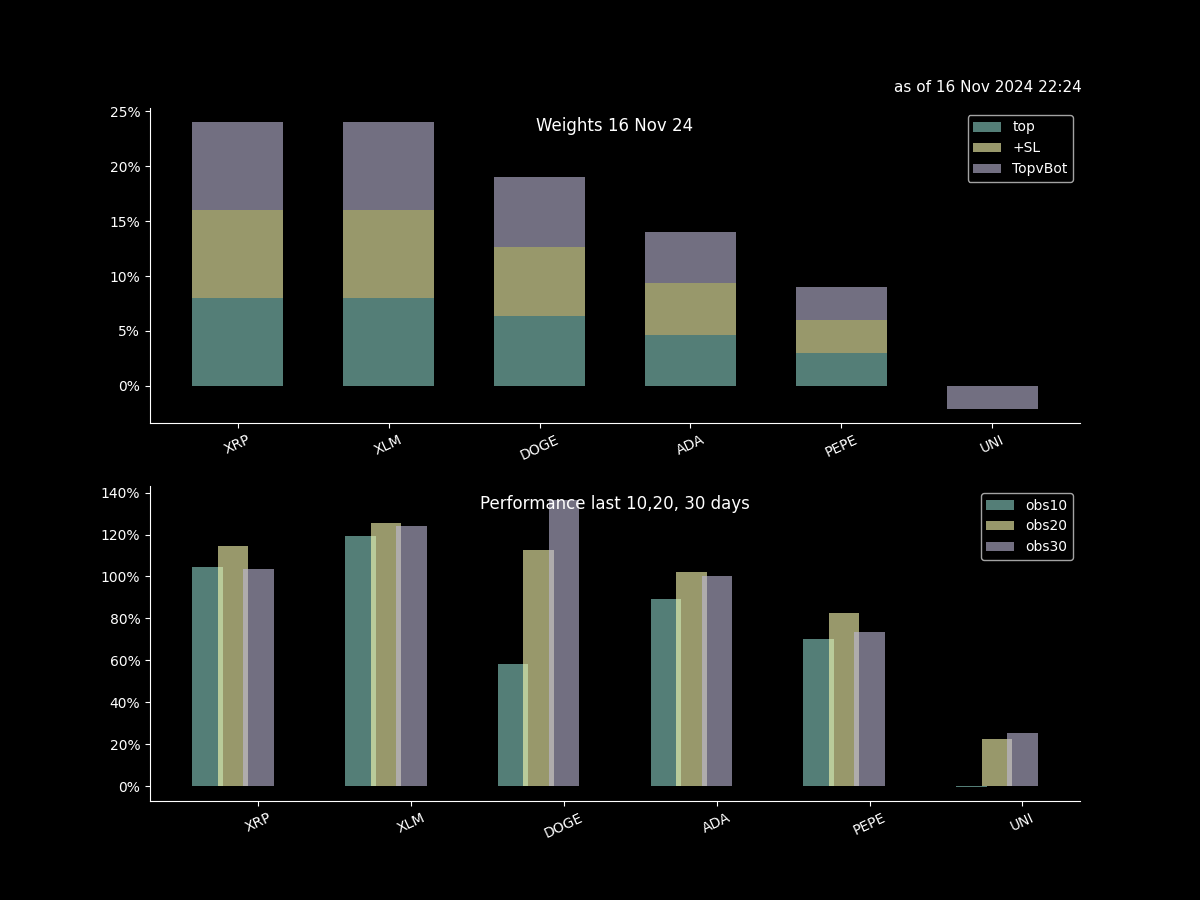 as of 16 Nov 2024 22:24
Weights 16 Nov 24
top
+SL
TopvBot
25%
20%
15%
10%
5%
0%
XRP XLM DOGE ADA PEPE UNI
Performance last 10,20, 30 days
obs10
obs20
obs30
140%
120%
100%
80%
60%
40%
20%
0%
XRP XLM DOGE ADA PEPE UNI